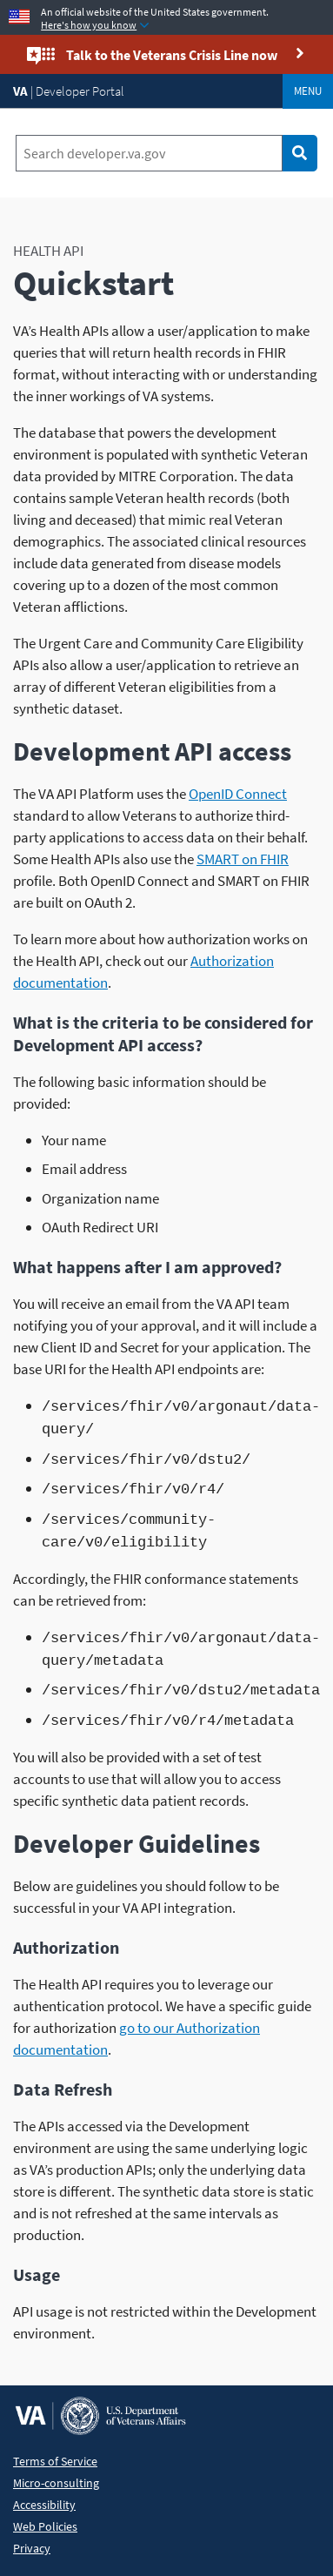 An official website of the United States government.
Here's how you know
Talk to the Veterans Crisis Line now
VA | Developer Portal
MENU
Search developer.va.gov
HEALTH API
Quickstart
VA's Health APIs allow a user/application to make
queries that will return health records in FHIR
format, without interacting with or understanding
the inner workings of VA systems.
The database that powers the development
environment is populated with synthetic Veteran
data provided by MITRE Corporation. The data
contains sample Veteran health records (both
living and deceased) that mimic real Veteran
demographics. The associated clinical resources
include data generated from disease models
covering up to a dozen of the most common
Veteran afflictions.
The Urgent Care and Community Care Eligibility
APIs also allow a user/application to retrieve an
array of different Veteran eligibilities from a
synthetic dataset.
Development API access
The VA API Platform uses the OpenID Connect
standard to allow Veterans to authorize third-
party applications to access data on their behalf.
Some Health APIs also use the SMART on FHIR
profile. Both OpenID Connect and SMART on FHIR
are built on OAuth 2.
To learn more about how authorization works on
the Health API, check out our Authorization
documentation.
What is the criteria to be considered for
Development API access?
The following basic information should be
provided:
• Your name
• Email address
• Organization name
• OAuth Redirect URI
What happens after I am approved?
You will receive an email from the VA API team
notifying you of your approval, and it will include a
new Client ID and Secret for your application. The
base URI for the Health API endpoints are:
• /services/fhir/v0/argonaut/data-
query/
• /services/fhir/v0/dstu2/
• /services/fhir/v0/r4/
• /services/community-
care/v0/eligibility
Accordingly, the FHIR conformance statements
can be retrieved from:
• /services/fhir/v0/argonaut/data-
query/metadata
• /services/fhir/v0/dstu2/metadata
• /services/fhir/v0/r4/metadata
You will also be provided with a set of test
accounts to use that will allow you to access
specific synthetic data patient records.
Developer Guidelines
Below are guidelines you should follow to be
successful in your VA API integration.
Authorization
The Health API requires you to leverage our
authentication protocol. We have a specific guide
for authorization go to our Authorization
documentation.
Data Refresh
The APIs accessed via the Development
environment are using the same underlying logic
as VA's production APIs; only the underlying data
store is different. The synthetic data store is static
and is not refreshed at the same intervals as
production.
Usage
API usage is not restricted within the Development
environment.
VA
U.S. Department
of Veterans Affairs
Terms of Service
Micro-consulting
Accessibility
Web Policies
Privacy